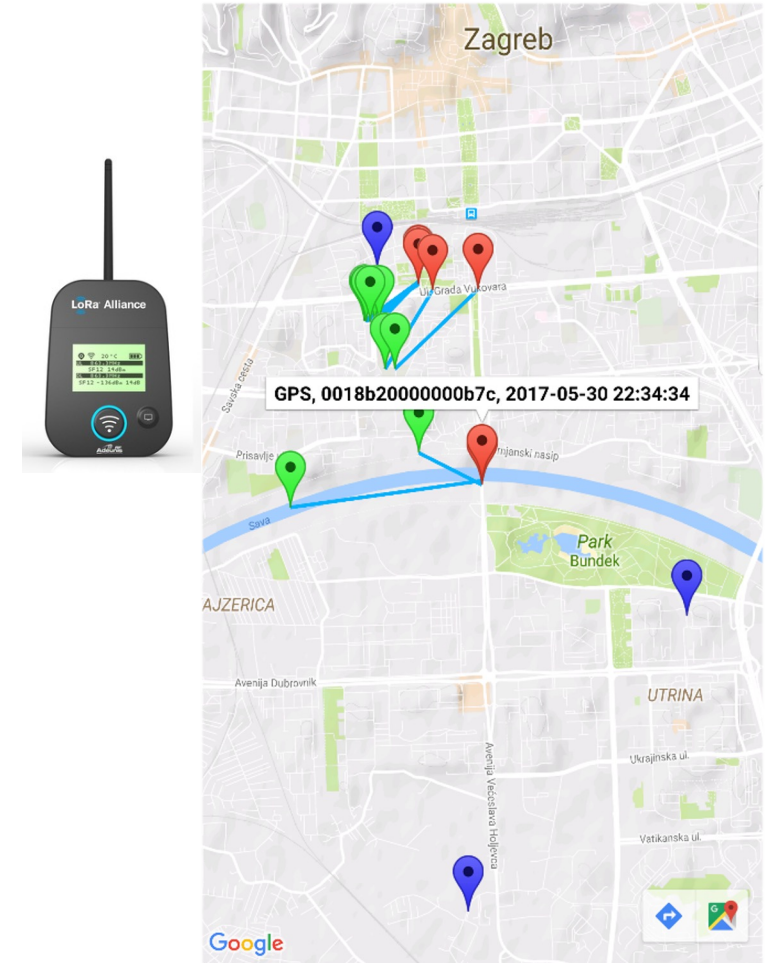 LoRa Alliance
20°C
SF12 14dBm
SF12 -136dBm 14dB
Adeunis
Zagreb
Ul. Grada Vukovara
Savska cesta
GPS, 0018b20000000b7c, 2017-05-30 22:34:34
Prisavlje
mjanski nasip
Sava
Park
Bundek
AJZERICA
Avenija Dubrovnik
UTRINA
Ukrajinska ul.
Avenija Većeslava Holjevca
Vatikanska ul.
Google